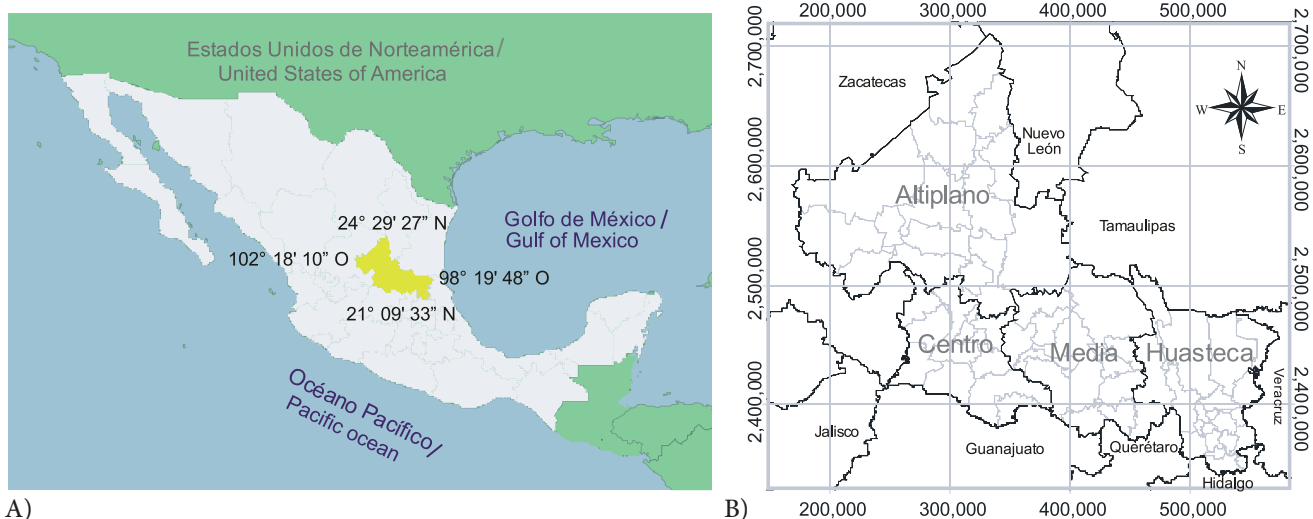 Estados Unidos de Norteamérica/
United States of America
24° 29' 27” N
102° 18' 10” O
98° 19' 48” O
21° 09' 33” N
Golfo de México /
Gulf of Mexico
Océano Pacífico/
Pacific ocean
A)
200,000
300,000
400,000
500,000
2,700,000
2,600,000
2,500,000
2,400,000
Zacatecas
Nuevo
León
N
W
E
S
Altiplano
Tamaulipas
Centro
Media
Huasteca
Veracruz
Jalisco
Guanajuato
Querétaro
Hidalgo
2,700,000
2,600,000
2,500,000
2,400,000
200,000
300,000
400,000
500,000
B)